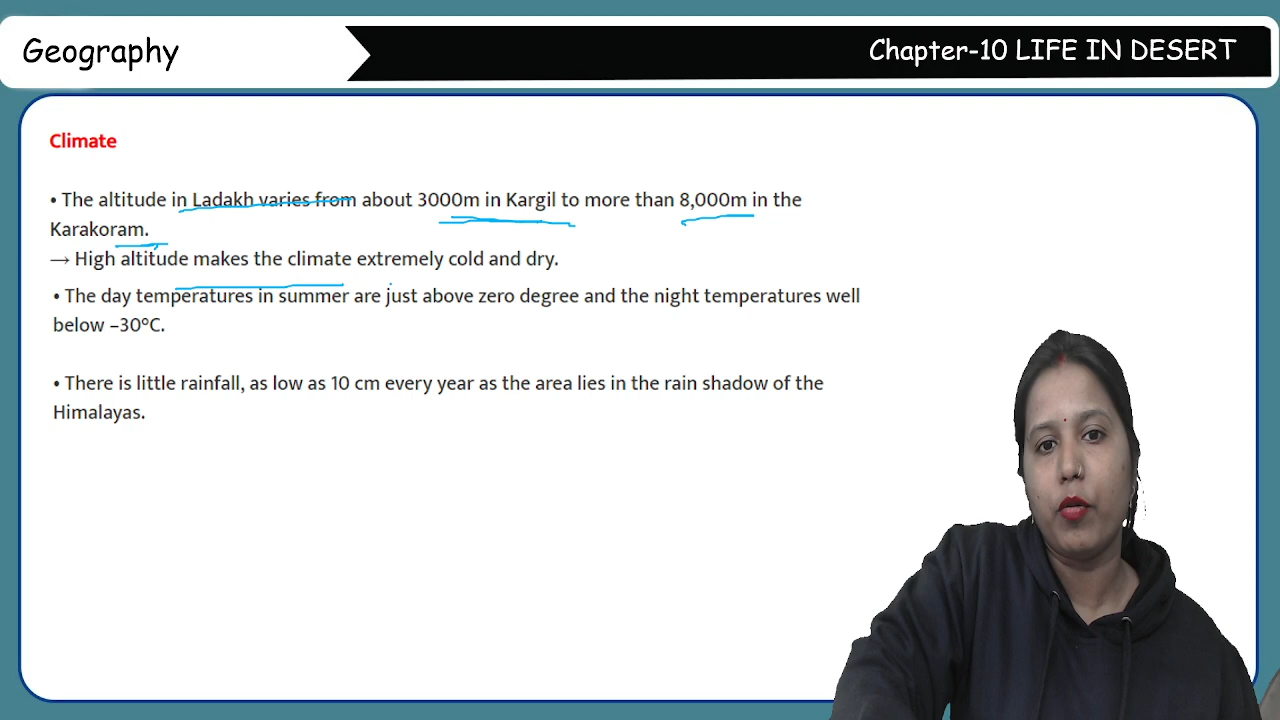 Geography
Chapter-10 LIFE IN DESERT
Climate
• The altitude in Ladakh varies from about 3000m in Kargil to more than 8,000m in the
Karakoram.
→ High altitude makes the climate extremely cold and dry.
• The day temperatures in summer are just above zero degree and the night temperatures well
below –30°C.
• There is little rainfall, as low as 10 cm every year as the area lies in the rain shadow of the
Himalayas.